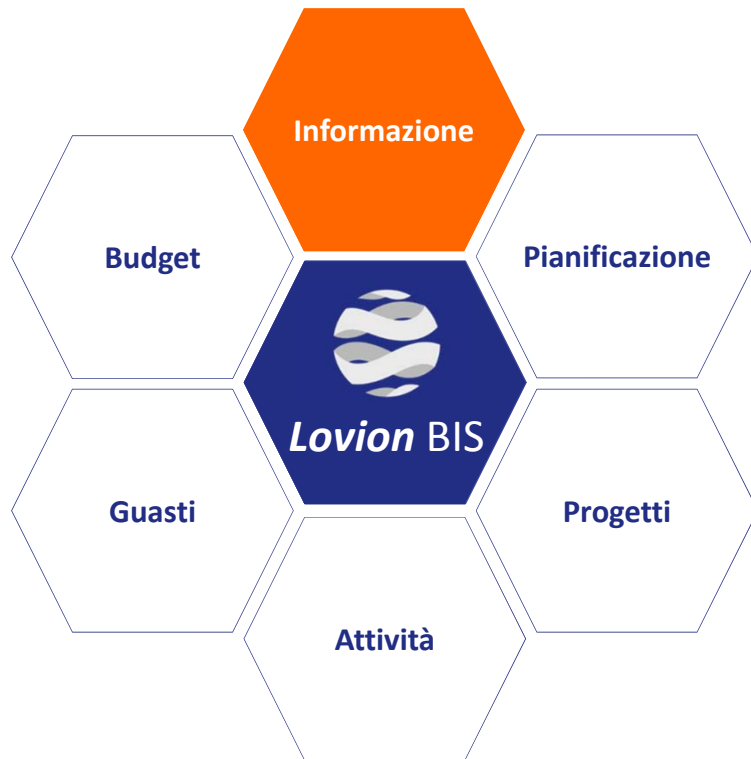 Informazione
Budget
Pianificazione
Lovion BIS
Guasti
Progetti
Attività